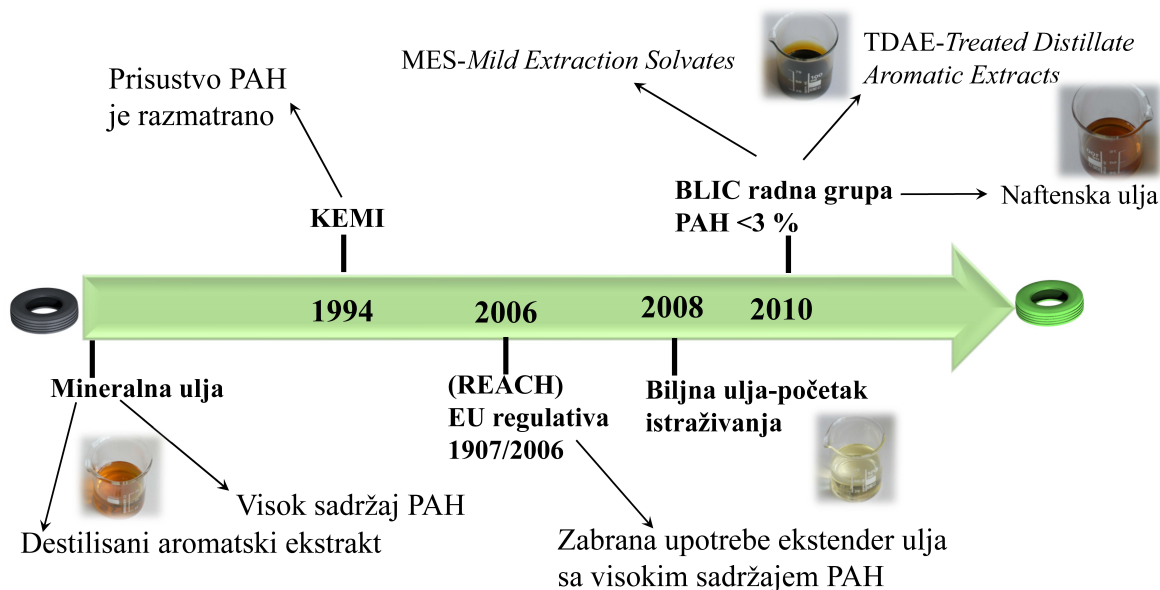 MES-Mild Extraction Solvates
TDAE-Treated Distillate
Aromatic Extracts
Prisustvo PAH
je razmatrano
KEMI
BLIC radna grupa
PAH <3 %
Naftenska ulja
1994
2006
2008
2010
Mineralna ulja
(REACH)
EU regulativa
1907/2006
Biljna ulja-početak
istraživanja
Visok sadržaj PAH
Destilisani aromatski ekstrakt
Zabrana upotrebe ekstender ulja
sa visokim sadržajem PAH